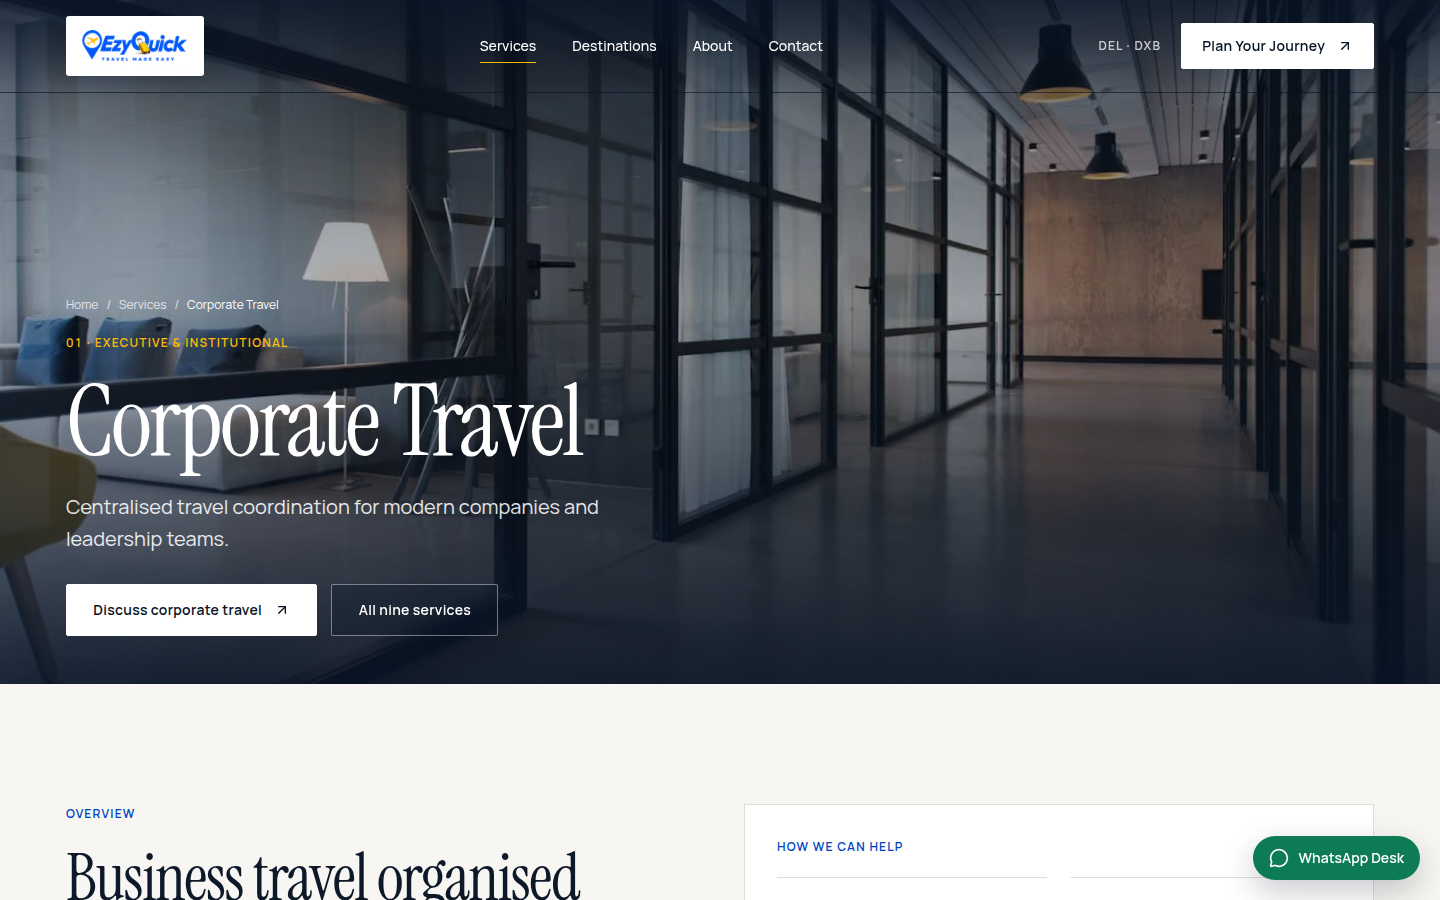 EzyQuick
TRAVEL MADE EASY
Services
Destinations
About
Contact
DEL · DXB
Plan Your Journey
Home / Services / Corporate Travel
01 · EXECUTIVE & INSTITUTIONAL
Corporate Travel
Centralised travel coordination for modern companies and
leadership teams.
Discuss corporate travel
All nine services
OVERVIEW
Business travel organised
HOW WE CAN HELP
WhatsApp Desk